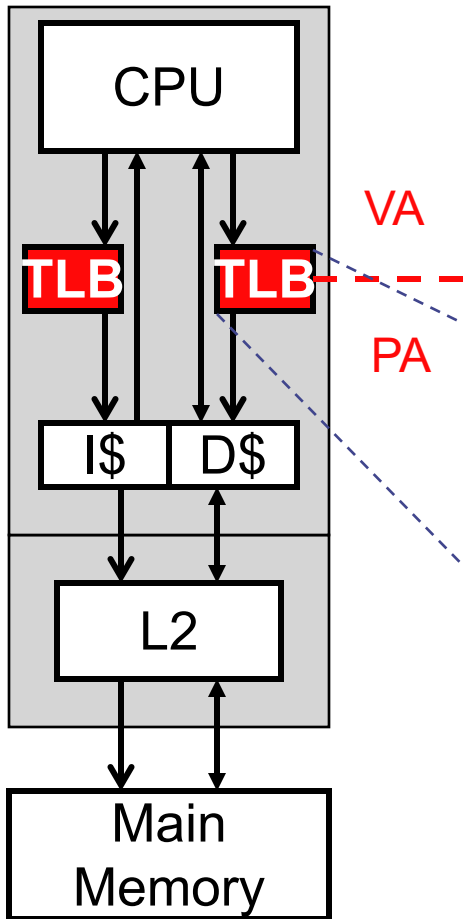 CPU
VA
TLB
TLB
PA
I$
D$
L2
Main
Memory